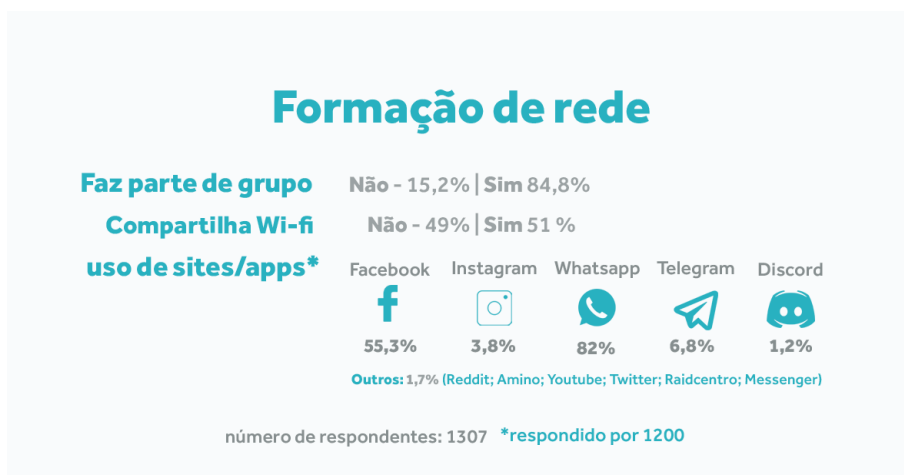 Formação de rede
Faz parte de grupo Não - 15,2% | Sim 84,8%
Compartilha Wi-fi Não - 49% | Sim 51 %
uso de sites/apps*
Facebook Instagram Whatsapp Telegram Discord
55,3% 3,8% 82% 6,8% 1,2%
Outros: 1,7% (Reddit; Amino; Youtube; Twitter; Raidcentro; Messenger)
número de respondentes: 1307 *respondido por 1200